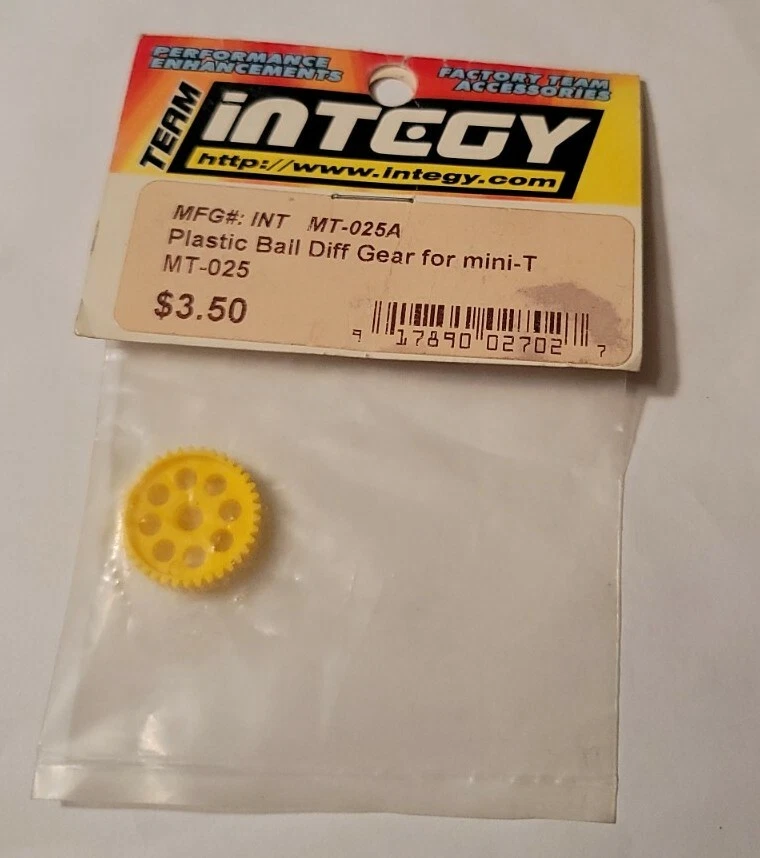 PERFORMANCE
ENHANCEMENTS
FACTORY TEAM
ACCESSORIES
TEAM
iNTEGY
http://www.integy.com
MFG#: INT MT-025A
Plastic Ball Diff Gear for mini-T
MT-025
$3.50
9 17890 02702 7